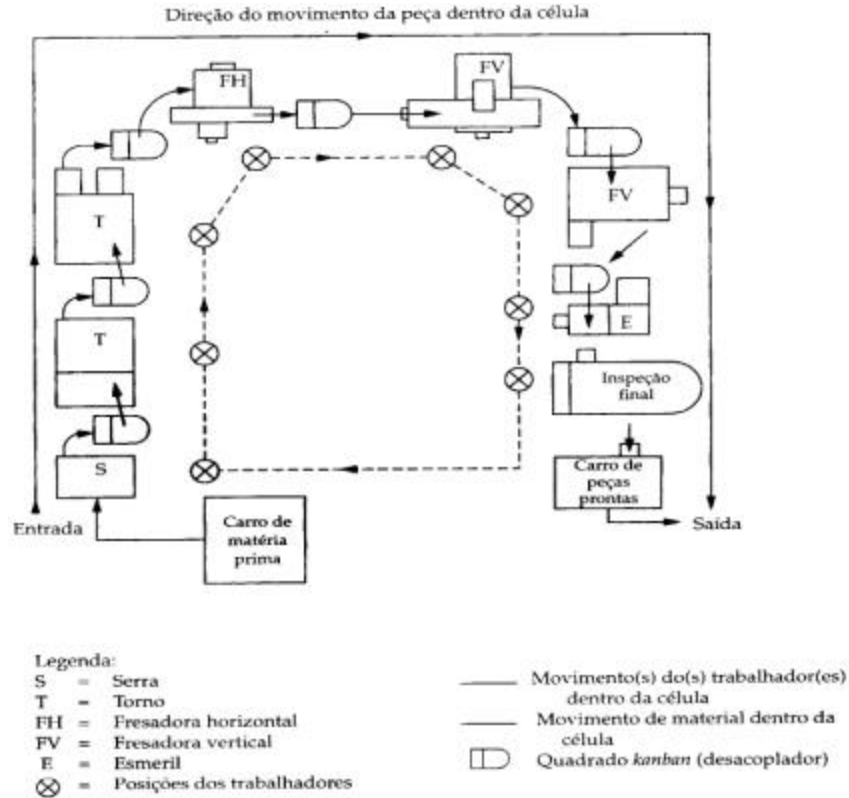 Direção do movimento da peça dentro da célula
FH
FV
T
FV
T
E
Inspeção
final
S
Carro de
peças
prontas
Entrada
Carro de
matéria
prima
Saída
Legenda:
S = Serra
T = Torno
FH = Fresadora horizontal
FV = Fresadora vertical
E = Esmeril
= Posições dos trabalhadores
Movimento(s) do(s) trabalhador(es)
dentro da célula
Movimento de material dentro da
célula
Quadrado kanban (desacoplador)